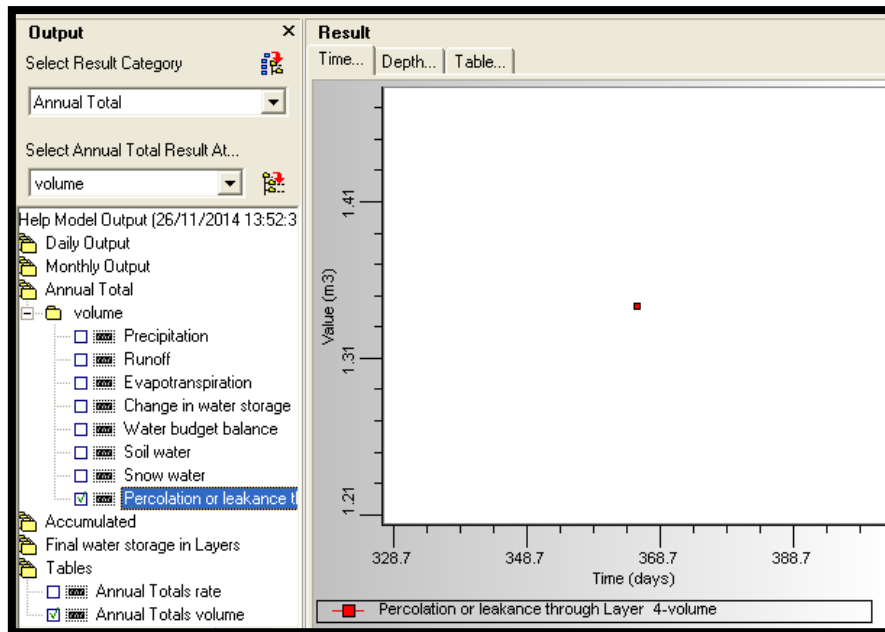 Output
Select Result Category
Annual Total
Select Annual Total Result At...
volume
Help Model Output (26/11/2014 13:52:3
Daily Output
Monthly Output
Annual Total
volume
Precipitation
Runoff
Evapotranspiration
Change in water storage
Water budget balance
Soil water
Snow water
Percolation or leakance t
Accumulated
Final water storage in Layers
Tables
Annual Totals rate
Annual Totals volume
Result
Time...
Depth...
Table...
Value (m3)
1.41
1.31
1.21
328.7 348.7 368.7 388.7
Time (days)
Percolation or leakance through Layer 4-volume